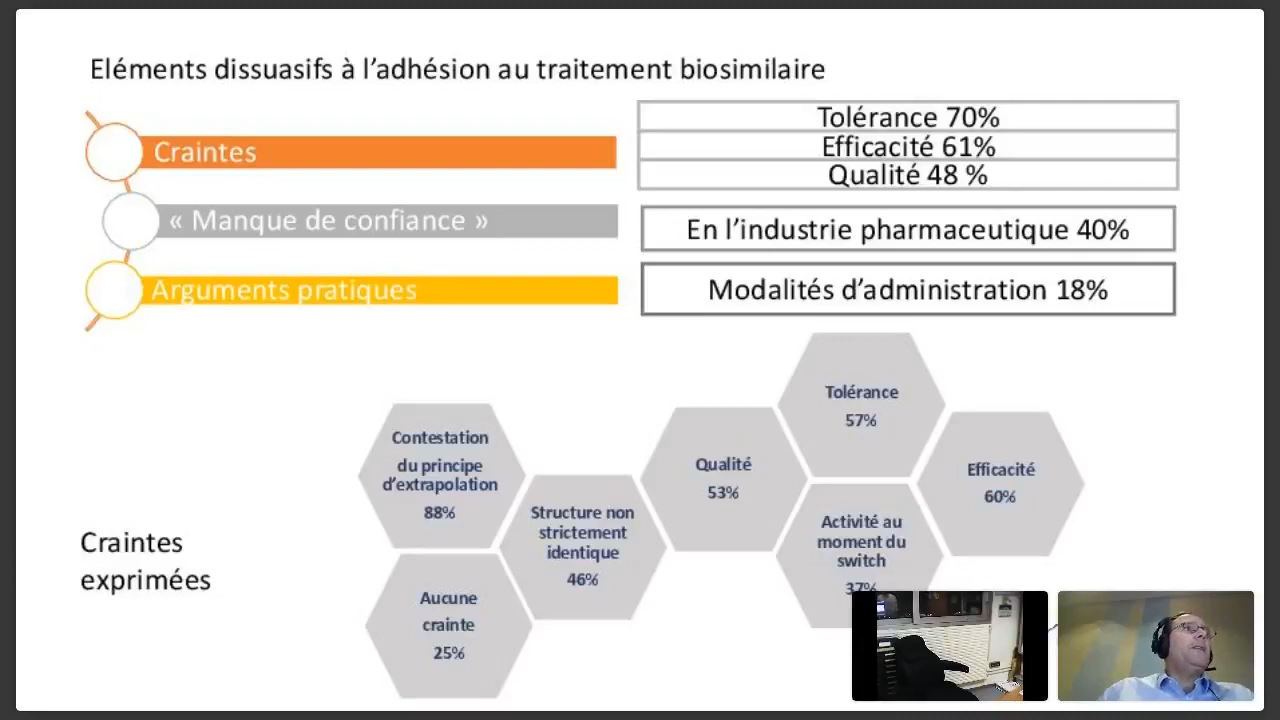 Eléments dissuasifs à l’adhésion au traitement biosimilaire
Craintes
Tolérance 70%
Efficacité 61%
Qualité 48 %
« Manque de confiance »
En l’industrie pharmaceutique 40%
Arguments pratiques
Modalités d’administration 18%
Craintes
exprimées
Contestation
du principe
d’extrapolation
88%
Aucune
crainte
25%
Structure non
strictement
identique
46%
Qualité
53%
Tolérance
57%
Activité au
moment du
switch
37%
Efficacité
60%